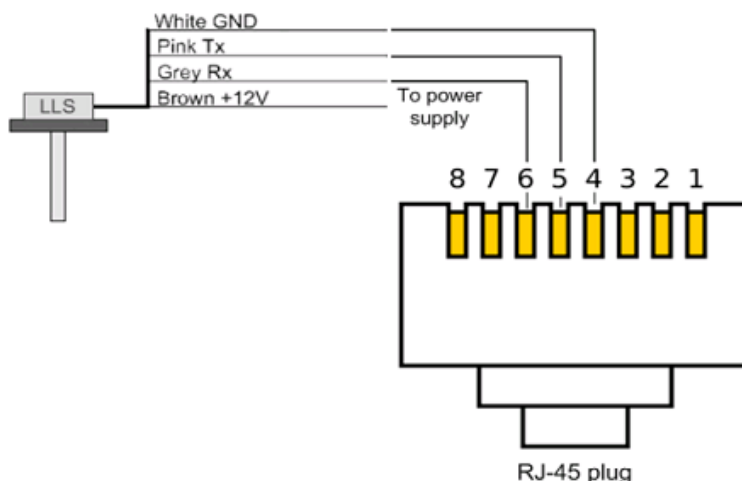 White GND
Pink Tx
Grey Rx
Brown +12V
LLS
To power
supply
8 7 6 5 4 3 2 1
RJ-45 plug